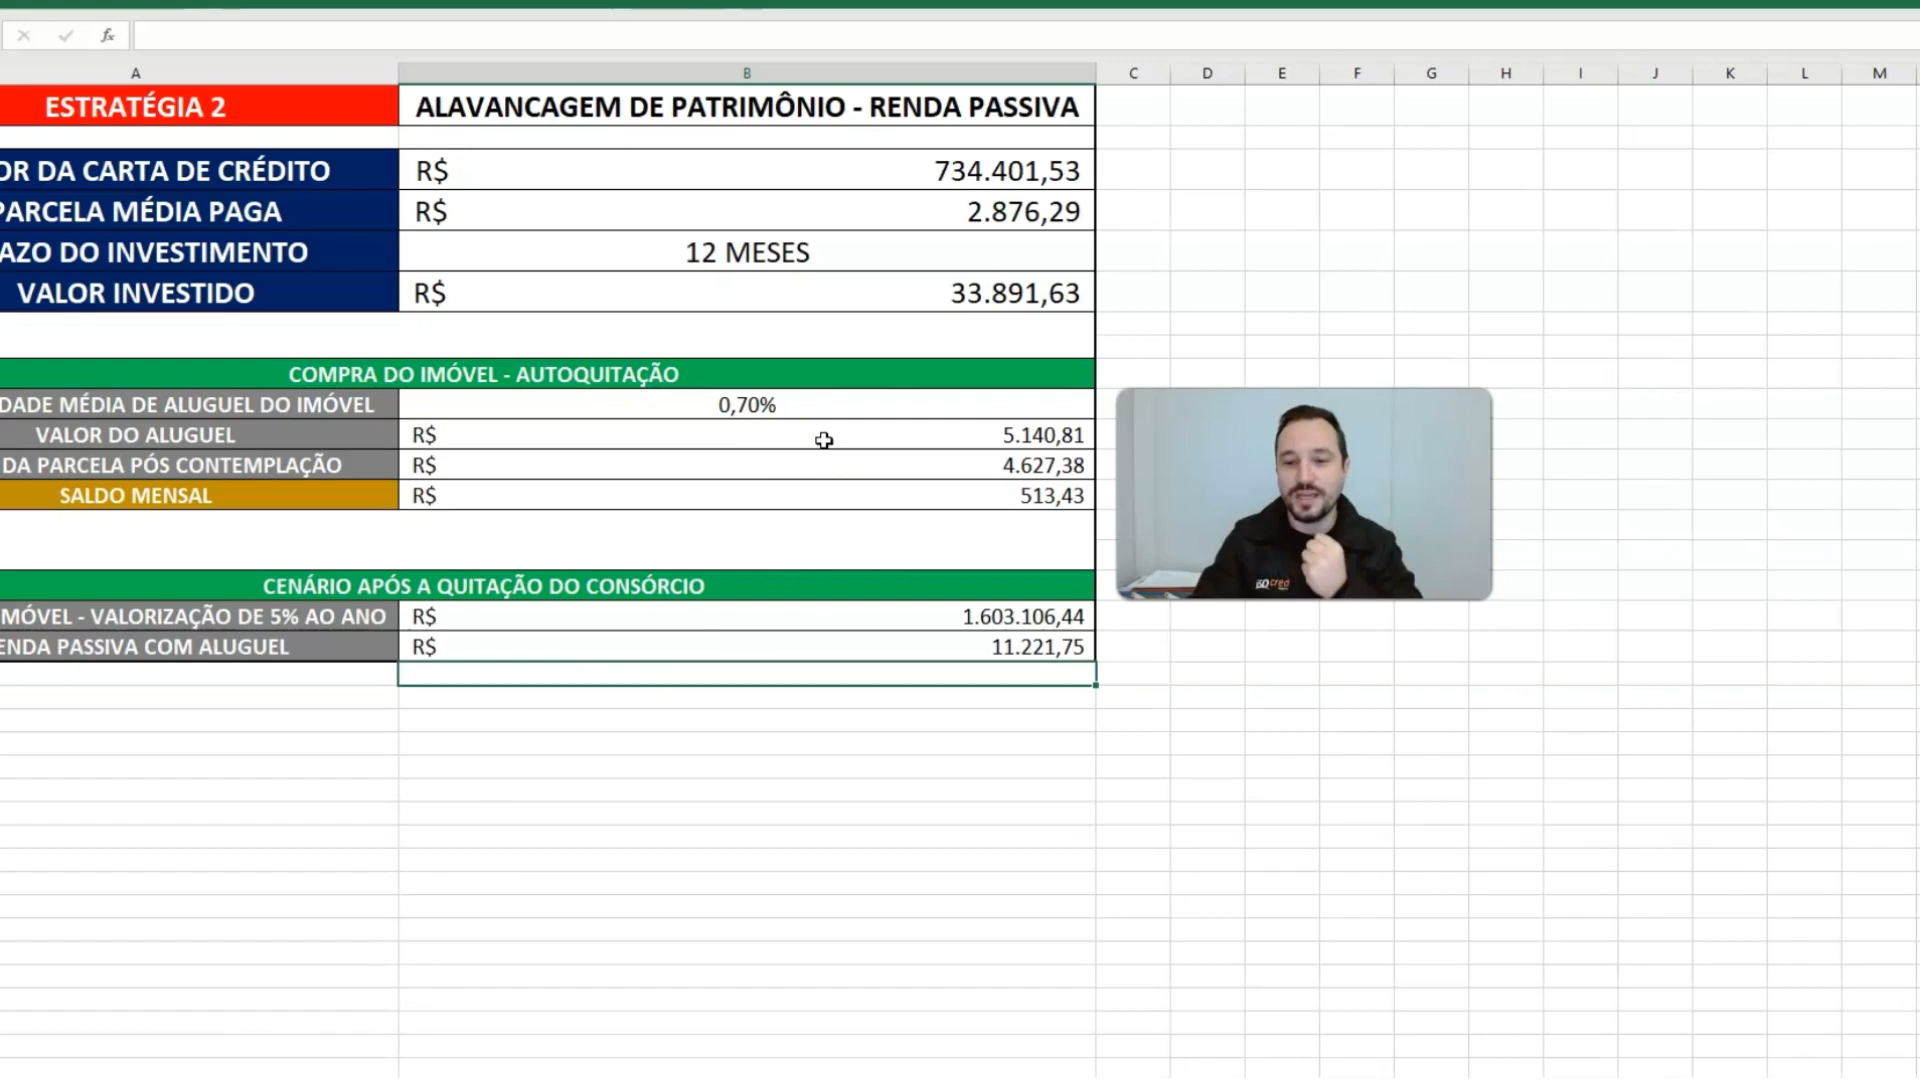 fx
A B C D E F G H I J K L M
ESTRATÉGIA 2 ALAVANCAGEM DE PATRIMÔNIO - RENDA PASSIVA
OR DA CARTA DE CRÉDITO R$ 734.401,53
PARCELA MÉDIA PAGA R$ 2.876,29
AZO DO INVESTIMENTO 12 MESES
VALOR INVESTIDO R$ 33.891,63
COMPRA DO IMÓVEL - AUTOQUITAÇÃO
DADE MÉDIA DE ALUGUEL DO IMÓVEL 0,70%
VALOR DO ALUGUEL R$ 5.140,81
DA PARCELA PÓS CONTEMPLAÇÃO R$ 4.627,38
SALDO MENSAL R$ 513,43
CENÁRIO APÓS A QUITAÇÃO DO CONSÓRCIO
IMÓVEL - VALORIZAÇÃO DE 5% AO ANO R$ 1.603.106,44
ENDA PASSIVA COM ALUGUEL R$ 11.221,75